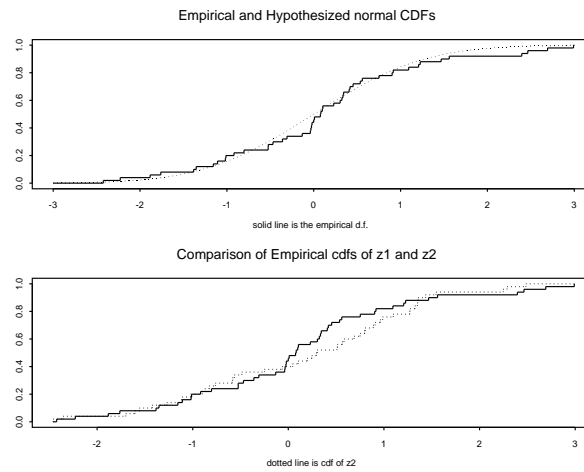 Empirical and Hypothesized normal CDFs
1.0
0.8
0.6
0.4
0.2
0.0
-3 -2 -1 0 1 2 3
solid line is the empirical d.f.
Comparison of Empirical cdfs of z1 and z2
1.0
0.8
0.6
0.4
0.2
0.0
-2 -1 0 1 2 3
dotted line is cdf of z2